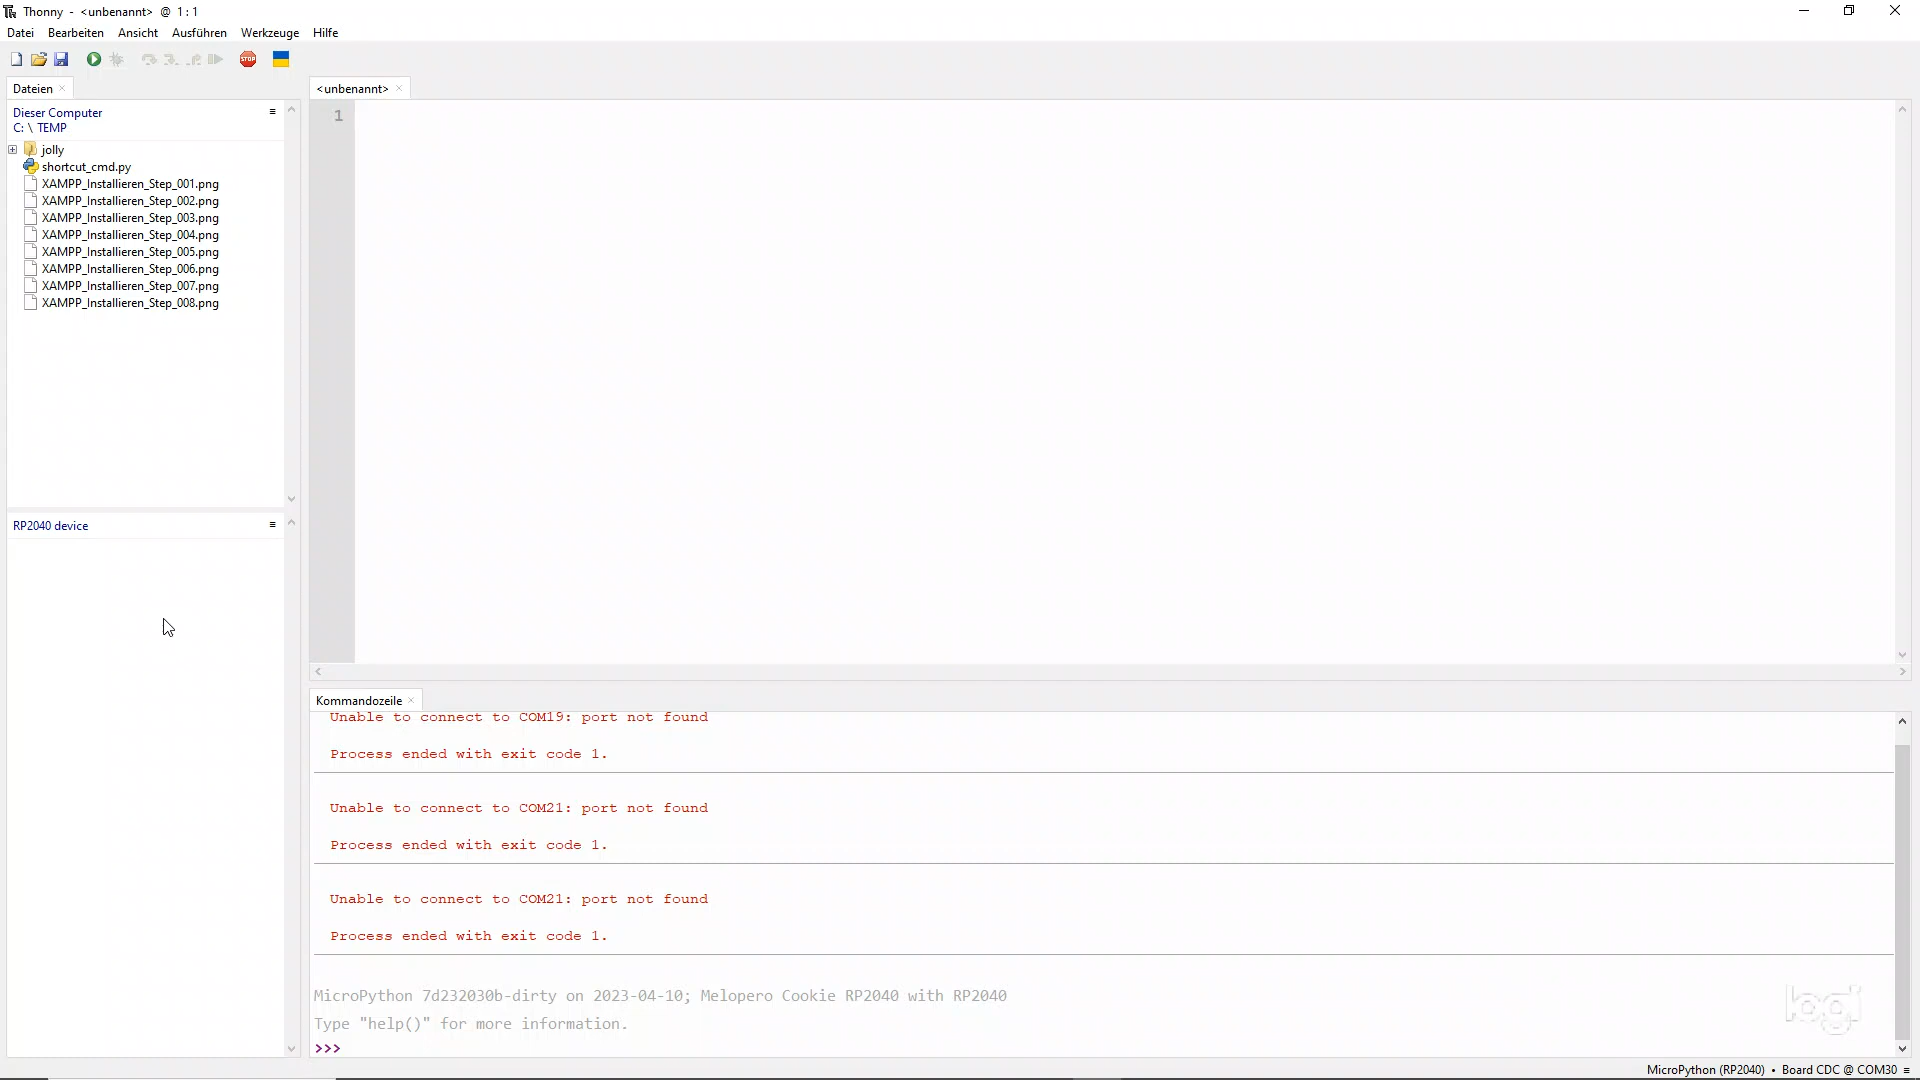 Thonny - <unbenannt> @ 1 : 1
Datei Bearbeiten Ansicht Ausführen Werkzeuge Hilfe
STOP
Dateien
Dieser Computer
C: \ TEMP
jolly
shortcut_cmd.py
XAMPP_Installieren_Step_001.png
XAMPP_Installieren_Step_002.png
XAMPP_Installieren_Step_003.png
XAMPP_Installieren_Step_004.png
XAMPP_Installieren_Step_005.png
XAMPP_Installieren_Step_006.png
XAMPP_Installieren_Step_007.png
XAMPP_Installieren_Step_008.png
RP2040 device
<unbenannt>
1
Kommandozeile
Unable to connect to COM19: port not found
Process ended with exit code 1.
Unable to connect to COM21: port not found
Process ended with exit code 1.
Unable to connect to COM21: port not found
Process ended with exit code 1.
MicroPython 7d232030b-dirty on 2023-04-10; Melopero Cookie RP2040 with RP2040
Type "help()" for more information.
>>>
logi
MicroPython (RP2040) • Board CDC @ COM30 ≡